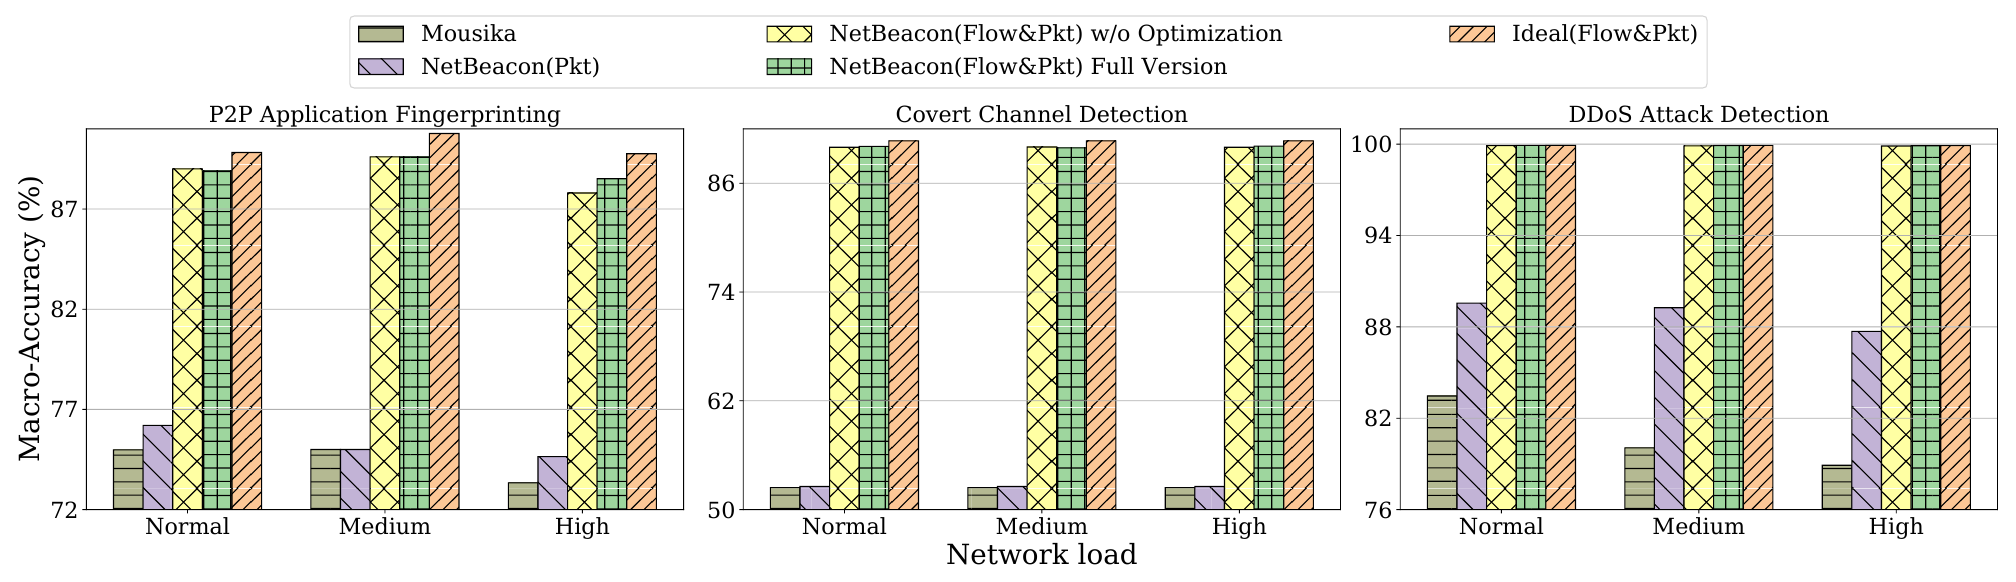 Mousika
NetBeacon(Pkt)
NetBeacon(Flow&Pkt) w/o Optimization
NetBeacon(Flow&Pkt) Full Version
Ideal(Flow&Pkt)
P2P Application Fingerprinting
Covert Channel Detection
DDoS Attack Detection
Macro-Accuracy (%)
87
82
77
72
Normal
Medium
High
86
74
62
50
Normal
Medium
High
100
94
88
82
76
Normal
Medium
High
Network load